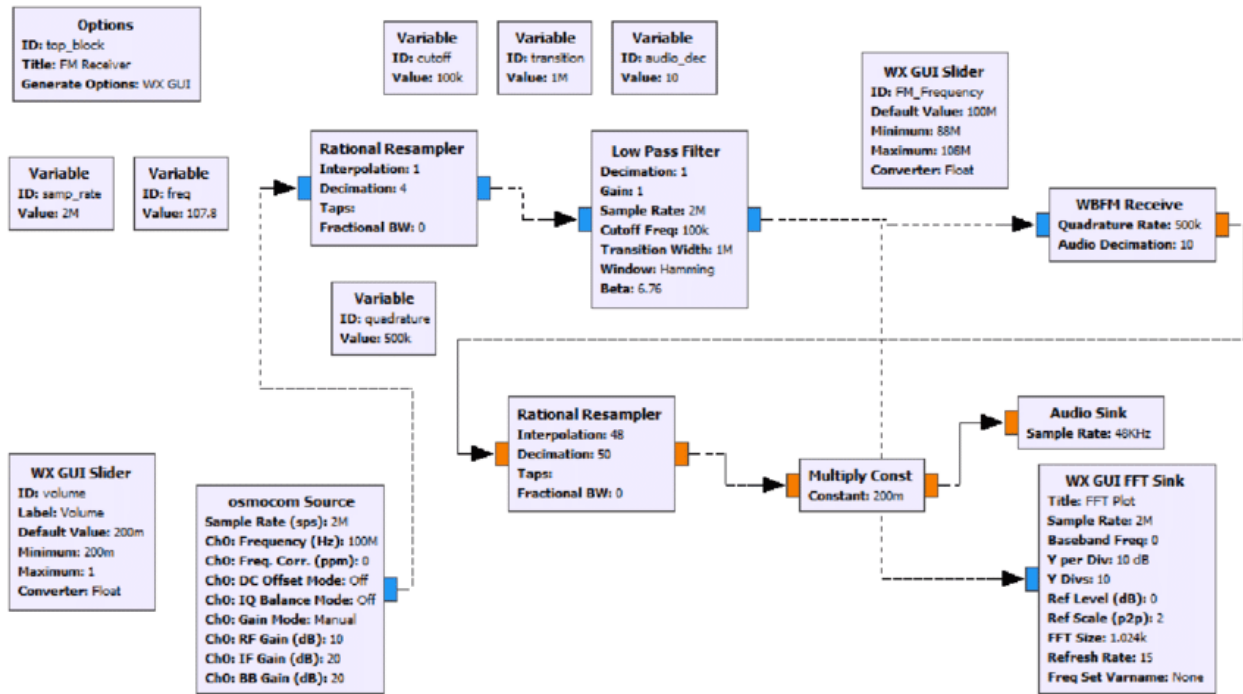 Options
ID: top_block
Title: FM Receiver
Generate Options: WX GUI
Variable
ID: cutoff
Value: 100k
Variable
ID: transition
Value: 1M
Variable
ID: audio_dec
Value: 10
WX GUI Slider
ID: FM_Frequency
Default Value: 100M
Minimum: 88M
Maximum: 108M
Converter: Float
Variable
ID: samp_rate
Value: 2M
Variable
ID: freq
Value: 107.8
Rational Resampler
Interpolation: 1
Decimation: 4
Taps:
Fractional BW: 0
Low Pass Filter
Decimation: 1
Gain: 1
Sample Rate: 2M
Cutoff Freq: 100k
Transition Width: 1M
Window: Hamming
Beta: 6.76
WBFM Receive
Quadrature Rate: 500k
Audio Decimation: 10
Variable
ID: quadrature
Value: 500k
Rational Resampler
Interpolation: 48
Decimation: 50
Taps:
Fractional BW: 0
Multiply Const
Constant: 200m
Audio Sink
Sample Rate: 48KHz
WX GUI Slider
ID: volume
Label: Volume
Default Value: 200m
Minimum: 200m
Maximum: 1
Converter: Float
osmocom Source
Sample Rate (sps): 2M
Ch0: Frequency (Hz): 100M
Ch0: Freq. Corr. (ppm): 0
Ch0: DC Offset Mode: Off
Ch0: IQ Balance Mode: Off
Ch0: Gain Mode: Manual
Ch0: RF Gain (dB): 10
Ch0: IF Gain (dB): 20
Ch0: BB Gain (dB): 20
WX GUI FFT Sink
Title: FFT Plot
Sample Rate: 2M
Baseband Freq: 0
Y per Div: 10 dB
Y Divs: 10
Ref Level (dB): 0
Ref Scale (p2p): 2
FFT Size: 1.024k
Refresh Rate: 15
Freq Set Varname: None